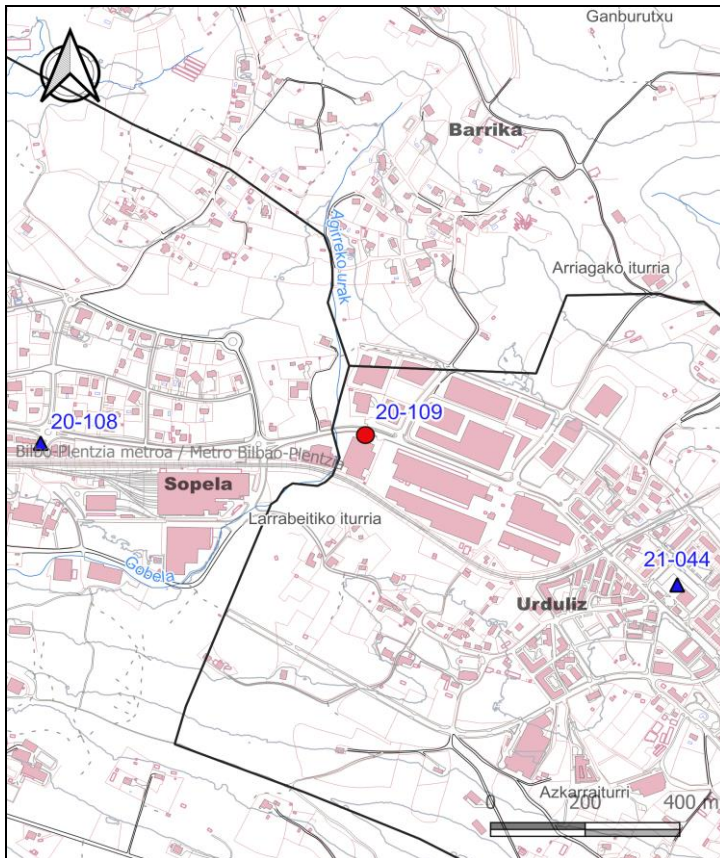 Ganburutxu
Barrika
Agirreko urak
Arriagako iturria
20-108
20-109
Bilbo-Plentzia metroa / Metro Bilbao-Plentzia
Sopela
Larrabeitiko iturria
Gobela
21-044
Urduliz
Azkarraiturri
0 200 400 m